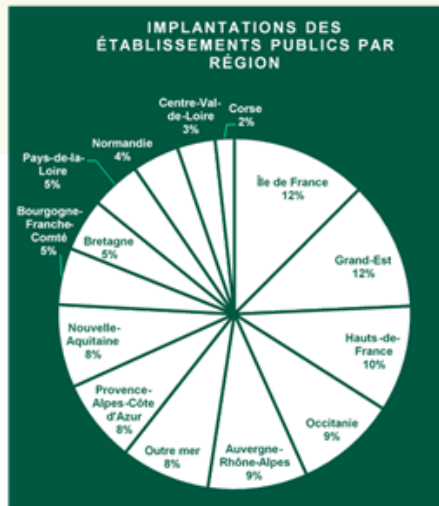 IMPLANTATIONS DES
ÉTABLISSEMENTS PUBLICS PAR
RÉGION
Centre-Val-
de-Loire
3%
Corse
2%
Normandie
4%
Pays-de-la-
Loire
5%
Bourgogne-
Franche-
Comté
5%
Bretagne
5%
Île de France
12%
Grand-Est
12%
Hauts-de-
France
10%
Occitanie
9%
Auvergne-
Rhône-Alpes
9%
Outre mer
8%
Provence-
Alpes-Côte
d'Azur
8%
Nouvelle-
Aquitaine
8%